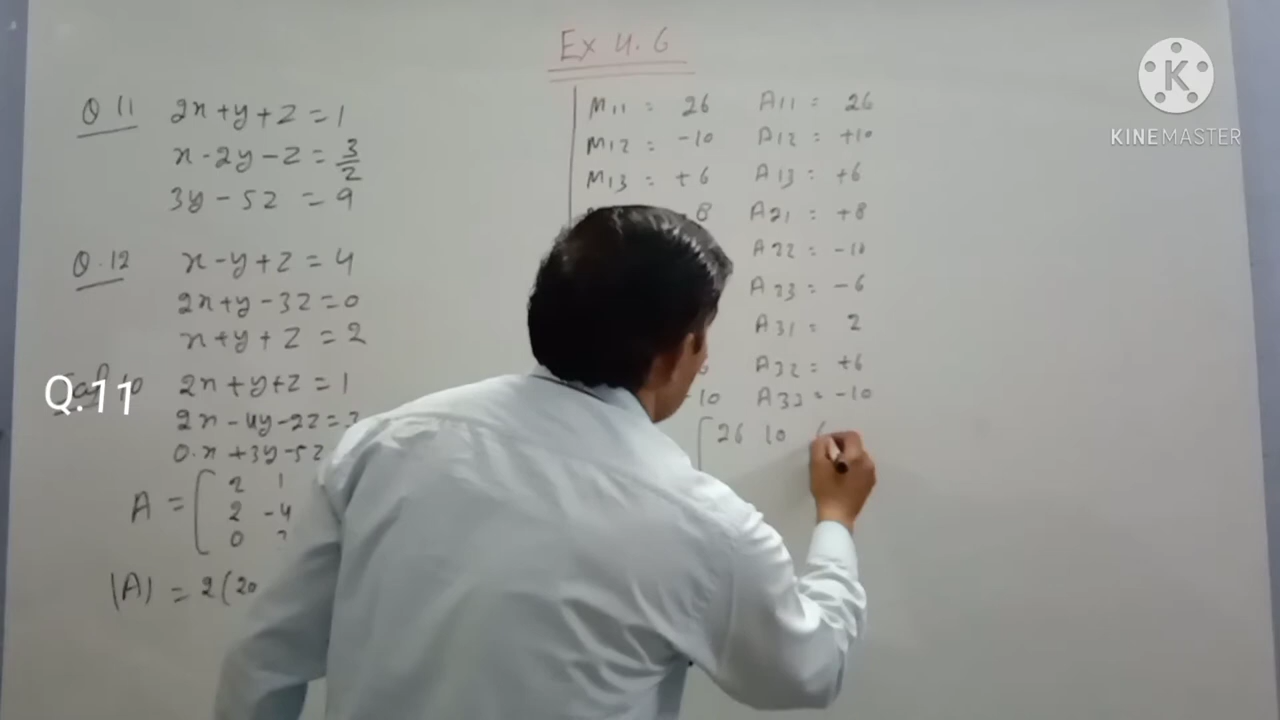 Ex 4.6
Q 11 2x+y+z=1
x-2y-z=3/2
3y-5z=9
Q.12 x-y+z=4
2x+y-3z=0
x+y+z=2
2x+y+z=1
2x-4y-2z=3
0.x+3y-5z
A = [ 2 1
2 -4
0
|A| = 2(20
M11 = 26 A11 = 26
M12 = -10 A12 = +10
M13 = +6 A13 = +6
-8 A21 = +8
A22 = -10
A23 = -6
A31 = 2
A32 = +6
-10 A33 = -10
[26 10 6
Q.11
K
KINEMASTER